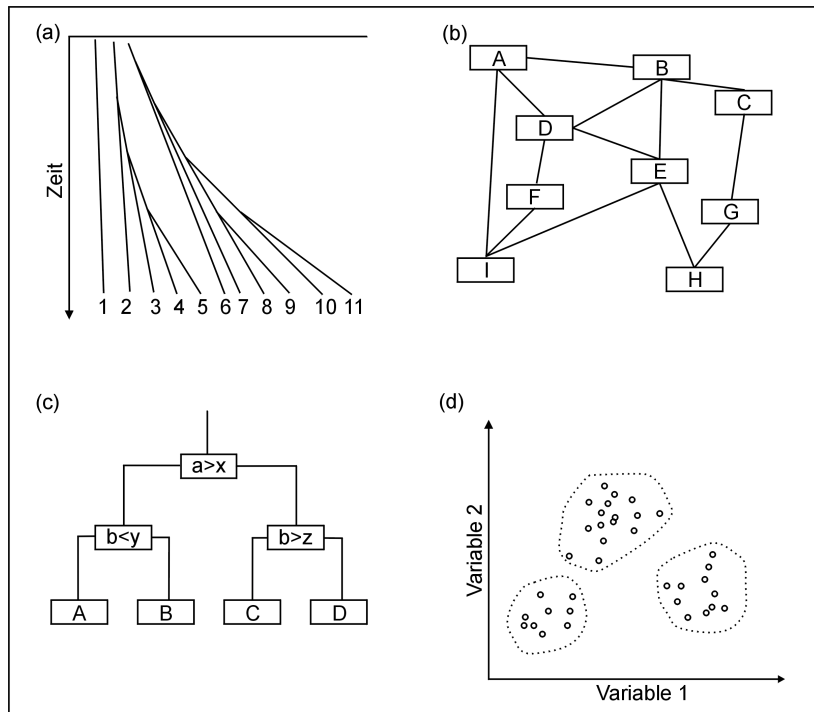 (a)
Zeit
1 2 3 4 5 6 7 8 9 10 11
(b)
A
B
C
D
E
F
G
I
H
(c)
a>x
b<y b>z
A B C D
(d)
Variable 2
Variable 1